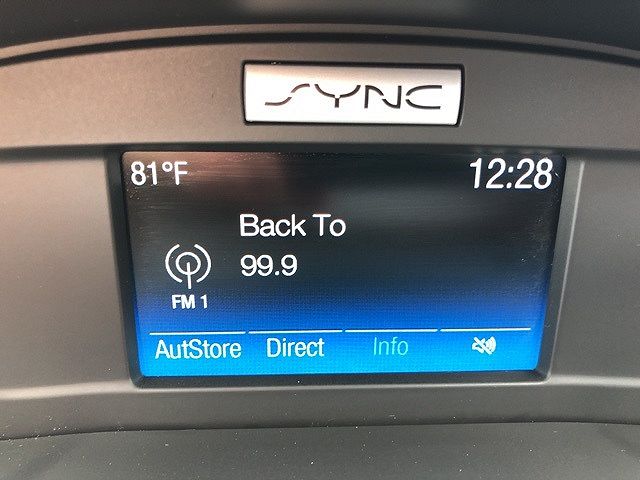 SYNC
81°F 12:28
Back To
99.9
FM 1
AutStore Direct Info